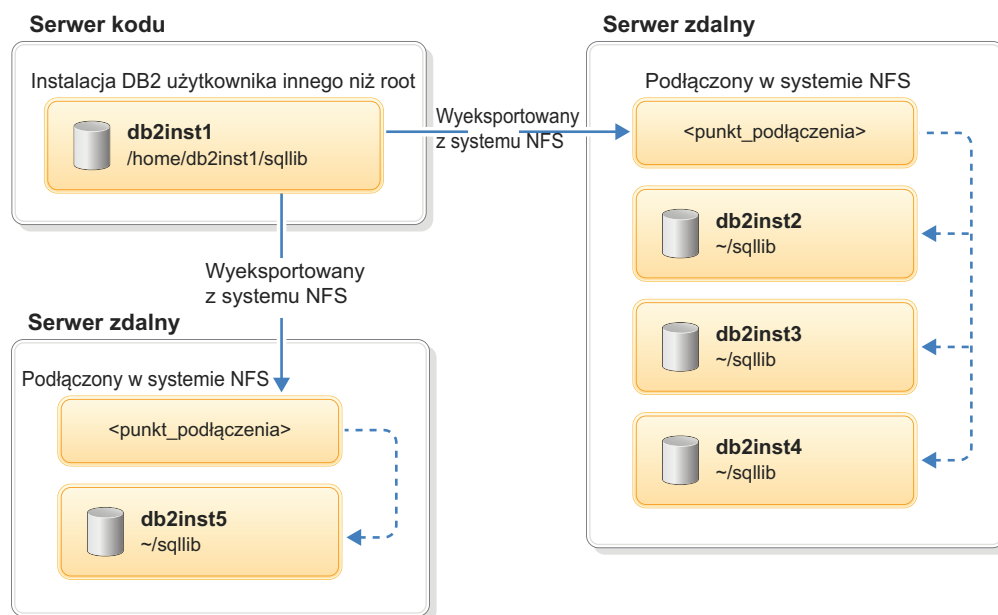 Serwer kodu
Instalacja DB2 użytkownika innego niż root
db2inst1
/home/db2inst1/sqllib
Wyeksportowany
z systemu NFS
Wyeksportowany
z systemu NFS
Serwer zdalny
Podłączony w systemie NFS
<punkt_podłączenia>
db2inst2
~/sqllib
db2inst3
~/sqllib
db2inst4
~/sqllib
Serwer zdalny
Podłączony w systemie NFS
<punkt_podłączenia>
db2inst5
~/sqllib